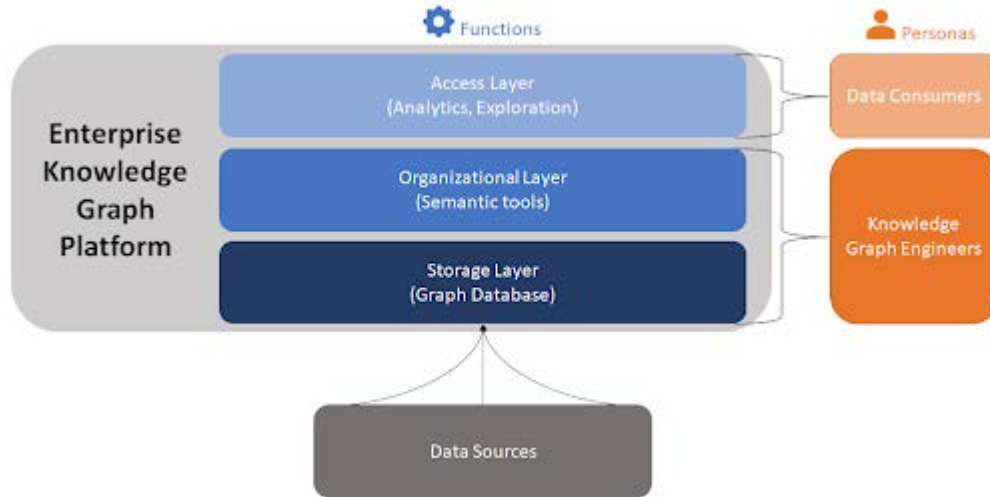 Functions
Personas
Enterprise
Knowledge
Graph
Platform
Access Layer
(Analytics, Exploration)
Data Consumers
Organizational Layer
(Semantic tools)
Knowledge
Graph Engineers
Storage Layer
(Graph Database)
Data Sources